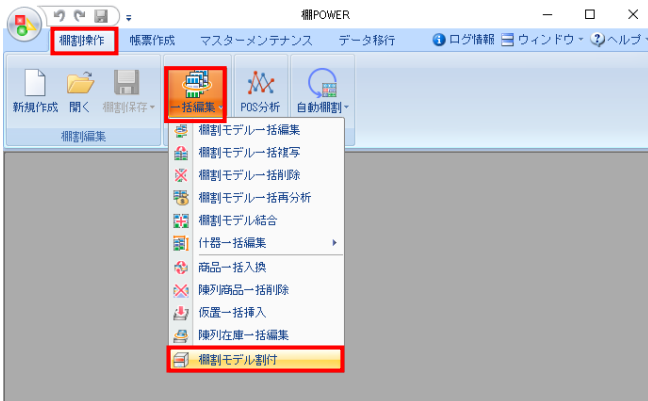 棚POWER
棚割操作 帳票作成 マスターメンテナンス データ移行 ログ情報 ウィンドウ ヘルプ
新規作成 開く 棚割保存 一括編集 POS分析 自動棚割
棚割編集
棚割モデル一括編集
棚割モデル一括複写
棚割モデル一括削除
棚割モデル一括再分析
棚割モデル結合
什器一括編集
商品一括入換
陳列商品一括削除
仮置一括挿入
陳列在庫一括編集
棚割モデル割付